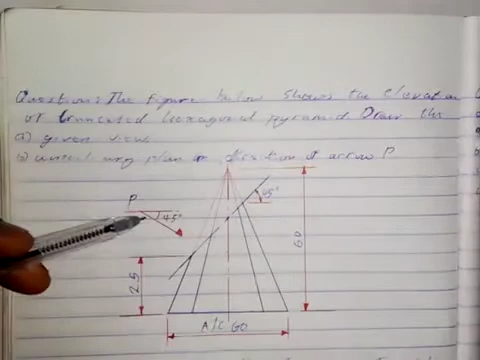 Question: The Figure below shows the Elevation
of truncated hexagonal pyramid Draw the
a) given view
auxiliary plan in direction of arrow P
P
45°
45°
60
25
A/C 60